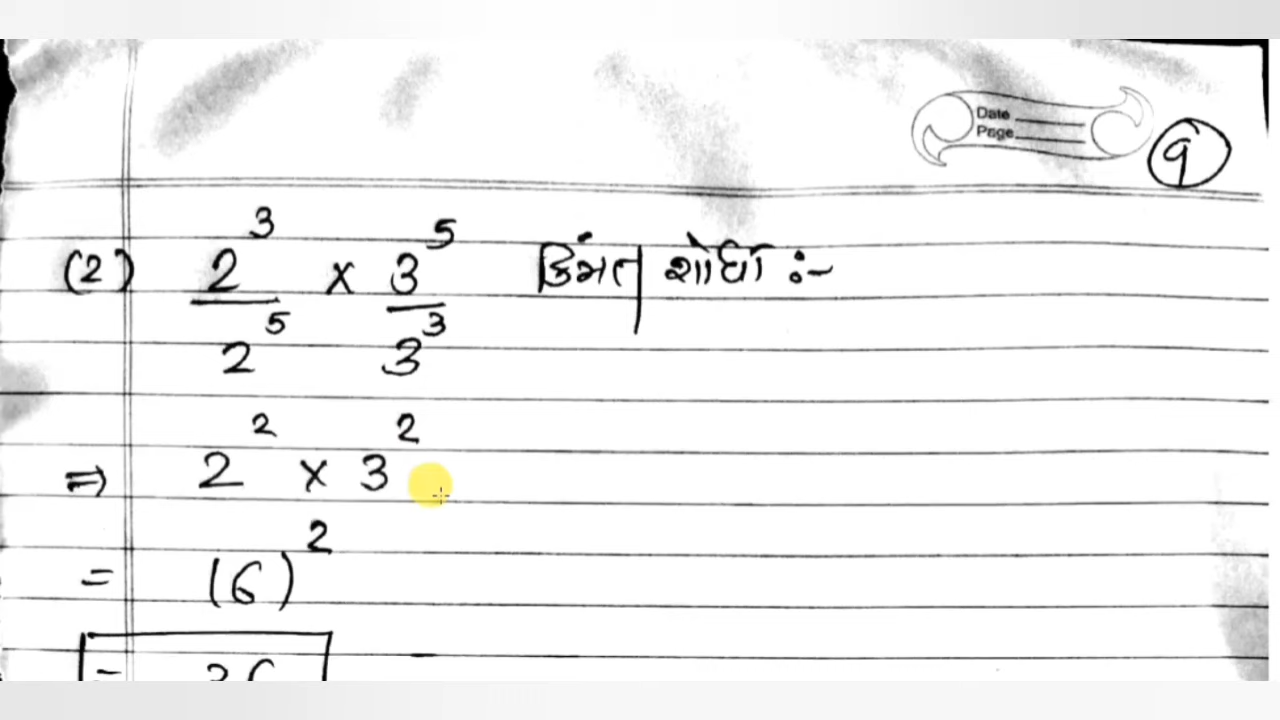 Date
Page
9
(2) 2^3 / 2^5 × 3^5 / 3^3 કિંમત શોધો :-
⇒ 2^2 × 3^2
= (6)^2
= 36